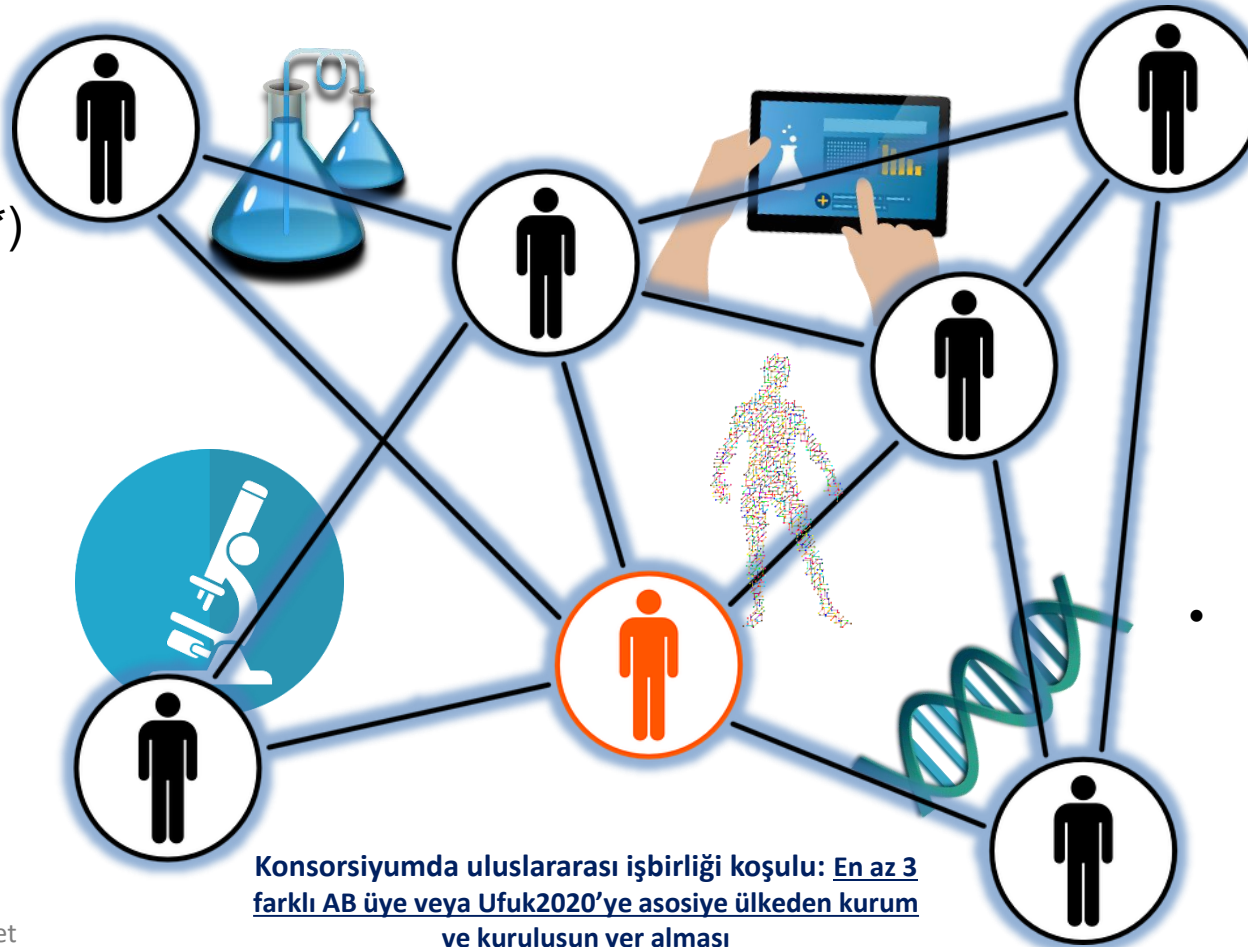 *)
•
Konsorsiyumda uluslararası işbirliği koşulu: En az 3
farklı AB üye veya Ufuk2020'ye asosiye ülkeden kurum
ve kuruluşun yer alması
et